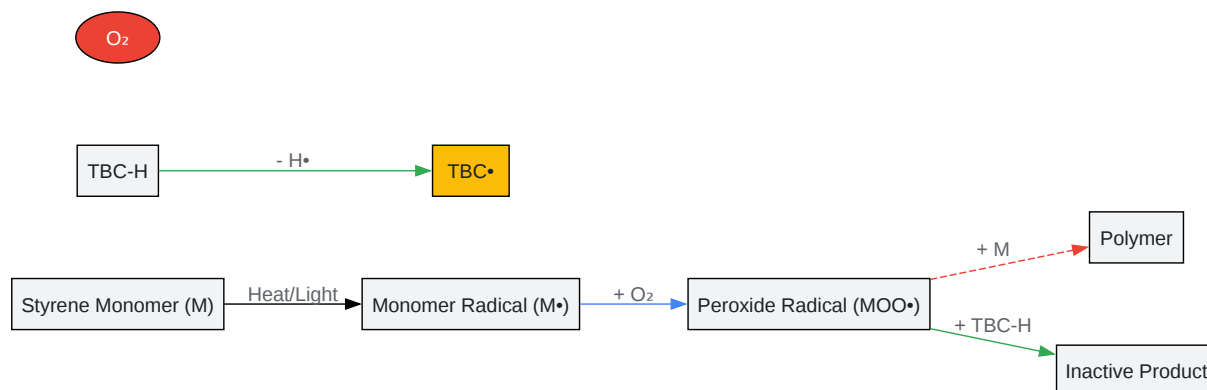 O₂
TBC-H
- H•
TBC•
Styrene Monomer (M)
Heat/Light
Monomer Radical (M•)
+ O₂
Peroxide Radical (MOO•)
+ M
Polymer
+ TBC-H
Inactive Product